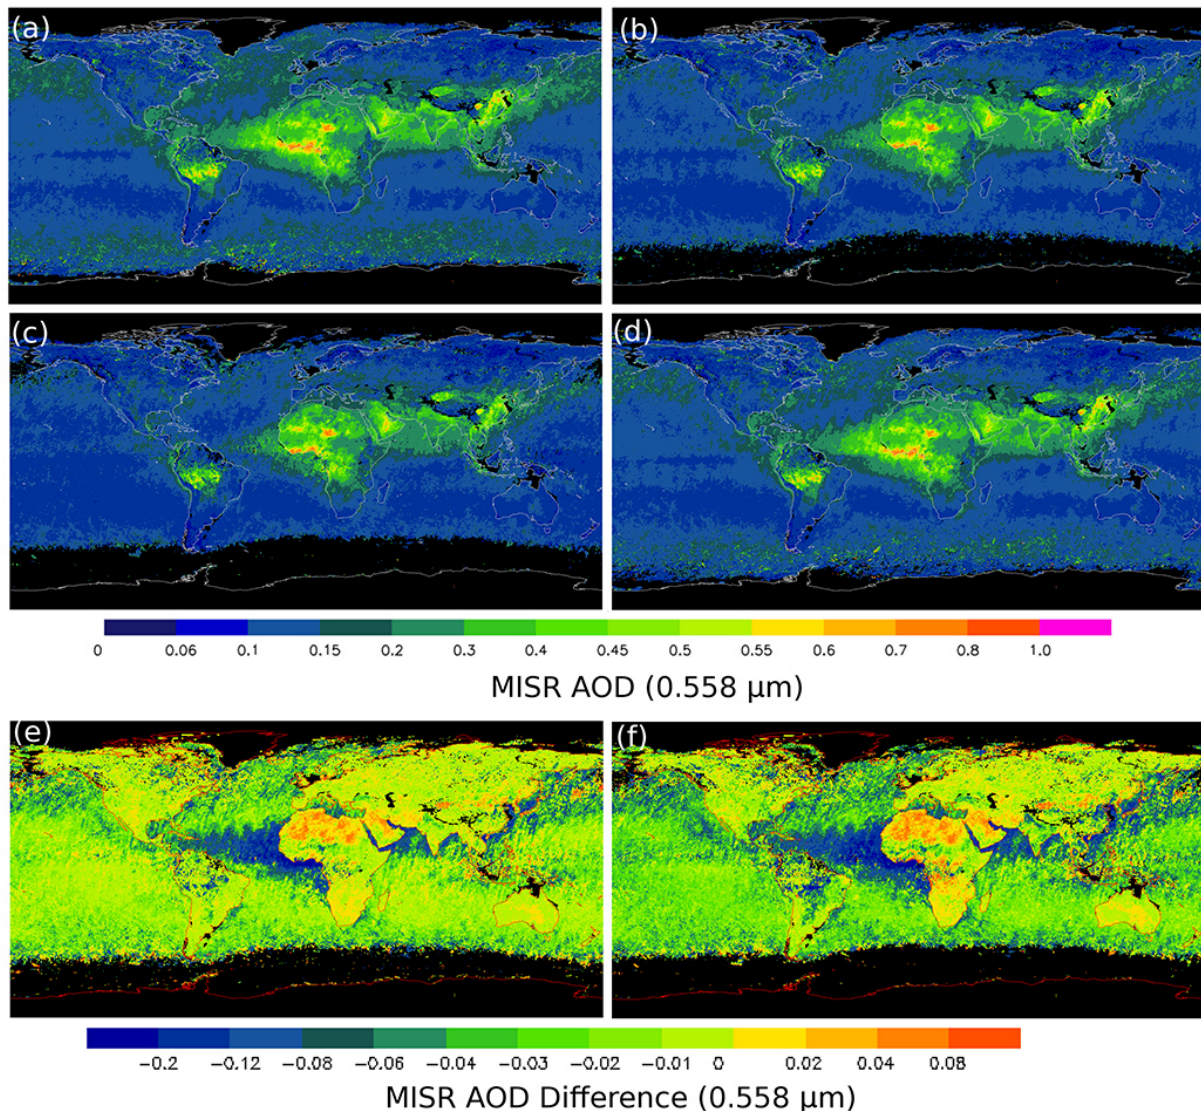 (a) (b)
(c) (d)
0 0.06 0.1 0.15 0.2 0.3 0.4 0.45 0.5 0.55 0.6 0.7 0.8 1.0
MISR AOD (0.558 μm)
(e) (f)
−0.2 −0.12 −0.08 −0.06 −0.04 −0.03 −0.02 −0.01 0 0.02 0.04 0.08
MISR AOD Difference (0.558 μm)